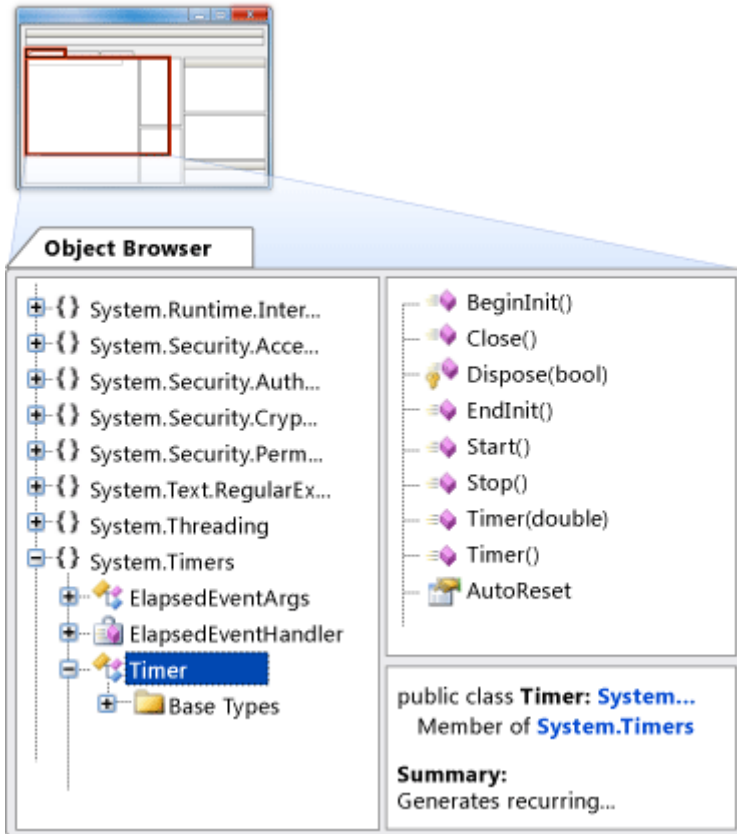 Object Browser
{} System.Runtime.Inter...
{} System.Security.Acce...
{} System.Security.Auth...
{} System.Security.Cryp...
{} System.Security.Perm...
{} System.Text.RegularEx...
{} System.Threading
{} System.Timers
ElapsedEventArgs
ElapsedEventHandler
Timer
Base Types
BeginInit()
Close()
Dispose(bool)
EndInit()
Start()
Stop()
Timer(double)
Timer()
AutoReset
public class Timer: System...
Member of System.Timers
Summary:
Generates recurring...